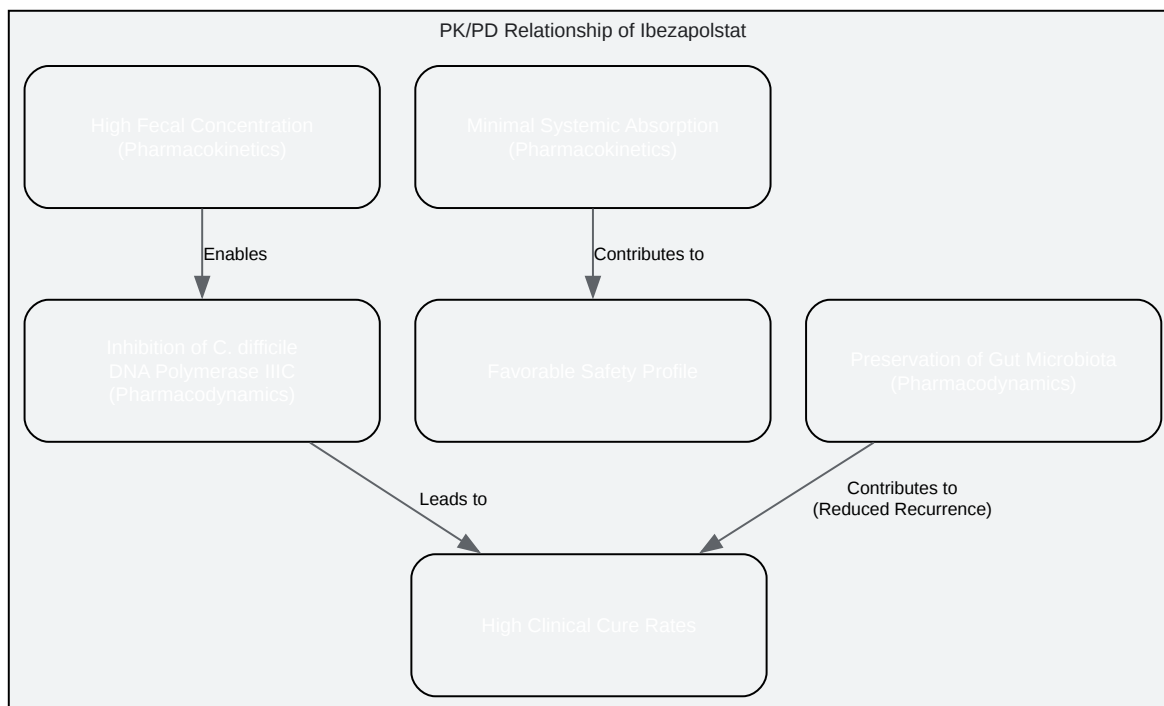 PK/PD Relationship of Ibezapolstat
High Fecal Concentration
(Pharmacokinetics)
Minimal Systemic Absorption
(Pharmacokinetics)
Enables
Contributes to
Inhibition of C. difficile
DNA Polymerase IIIC
(Pharmacodynamics)
Favorable Safety Profile
Preservation of Gut Microbiota
(Pharmacodynamics)
Leads to
Contributes to
(Reduced Recurrence)
High Clinical Cure Rates